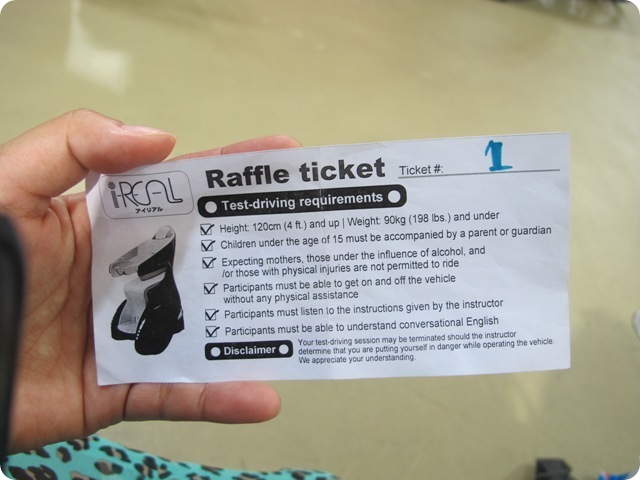 i-REAL
アイリアル
Raffle ticket Ticket #: 1
Test-driving requirements
Height: 120cm (4 ft.) and up | Weight: 90kg (198 lbs.) and under
Children under the age of 15 must be accompanied by a parent or guardian
Expecting mothers, those under the influence of alcohol, and
/or those with physical injuries are not permitted to ride
Participants must be able to get on and off the vehicle
without any physical assistance
Participants must listen to the instructions given by the instructor
Participants must be able to understand conversational English
Disclaimer
Your test-driving session may be terminated should the instructor
determine that you are putting yourself in danger while operating the vehicle.
We appreciate your understanding.